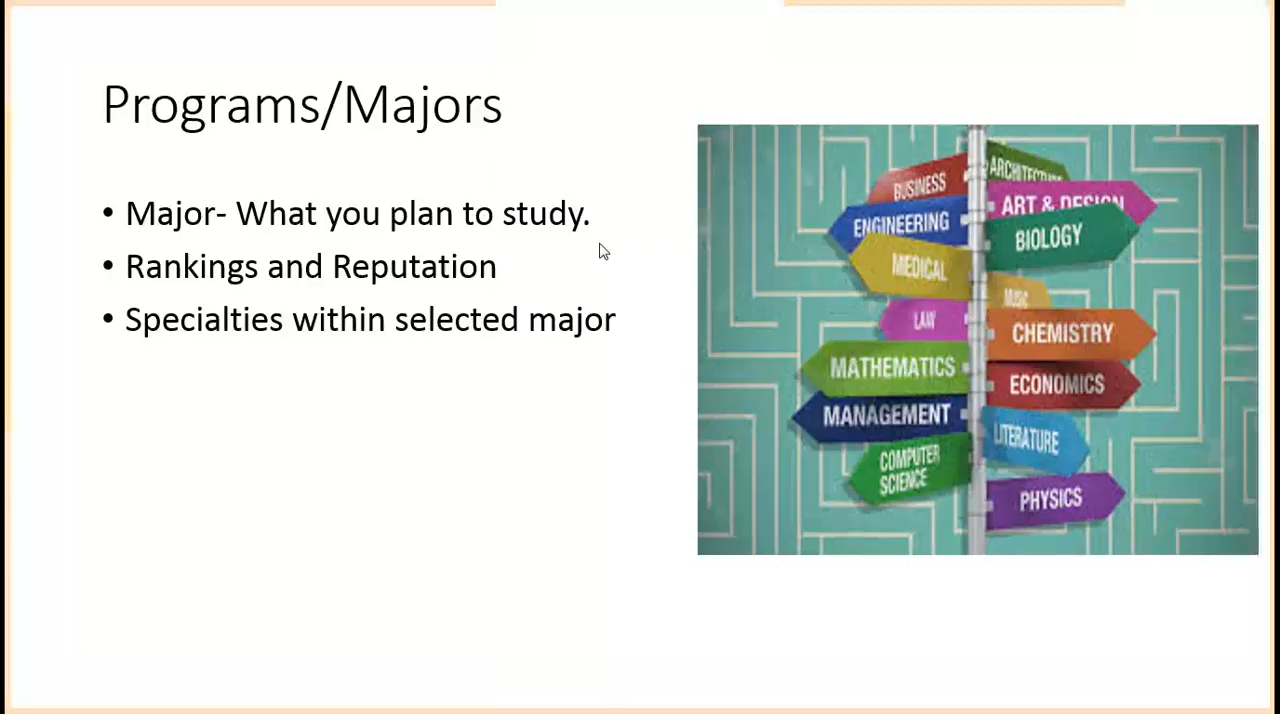 Programs/Majors
• Major- What you plan to study.
• Rankings and Reputation
• Specialties within selected major
BUSINESS
ARCHITECTURE
ART & DESIGN
ENGINEERING
BIOLOGY
MEDICAL
MUSIC
LAW
CHEMISTRY
MATHEMATICS
ECONOMICS
MANAGEMENT
LITERATURE
COMPUTER
SCIENCE
PHYSICS